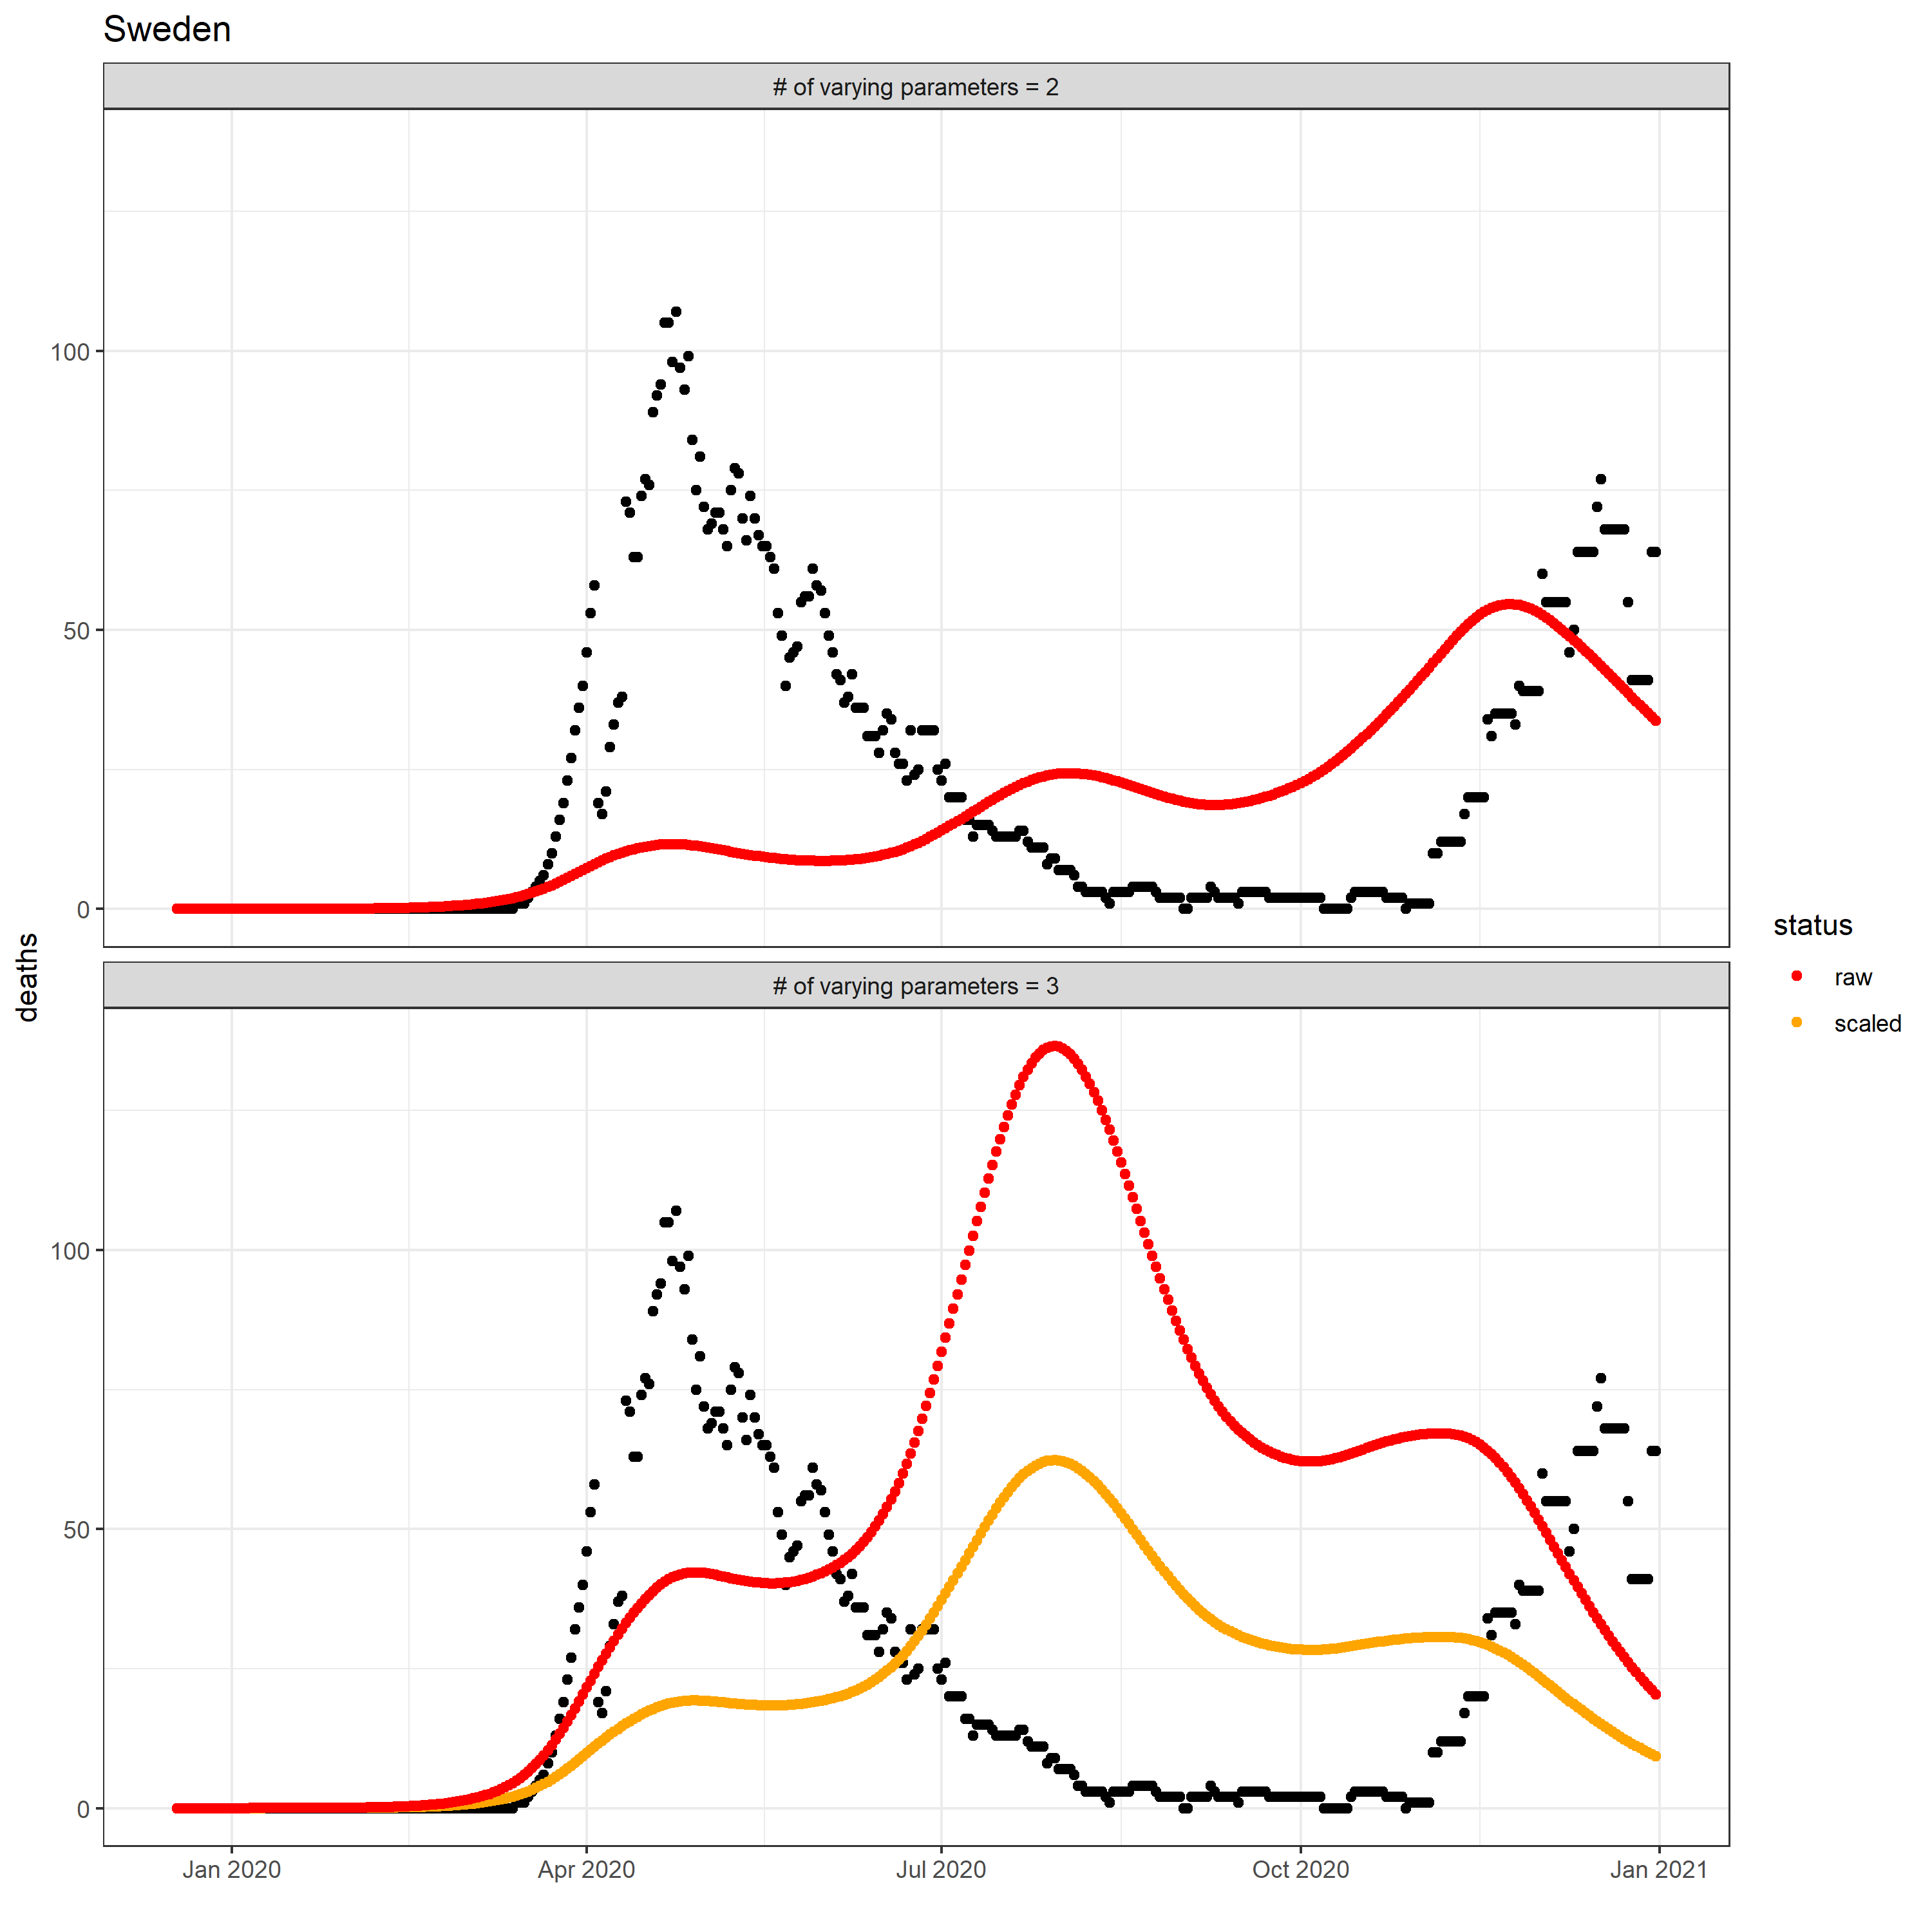 Sweden
# of varying parameters = 2
100
50
0
deaths
# of varying parameters = 3
100
50
0
Jan 2020
Apr 2020
Jul 2020
Oct 2020
Jan 2021
status
raw
scaled